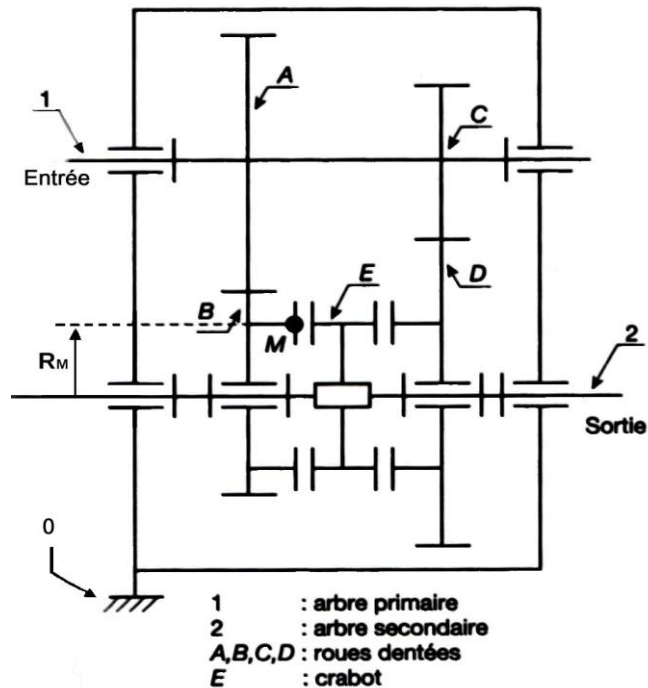 A
1
C
Entrée
E
D
B
M
RM
2
Sortie
0
1 : arbre primaire
2 : arbre secondaire
A,B,C,D : roues dentées
E : crabot